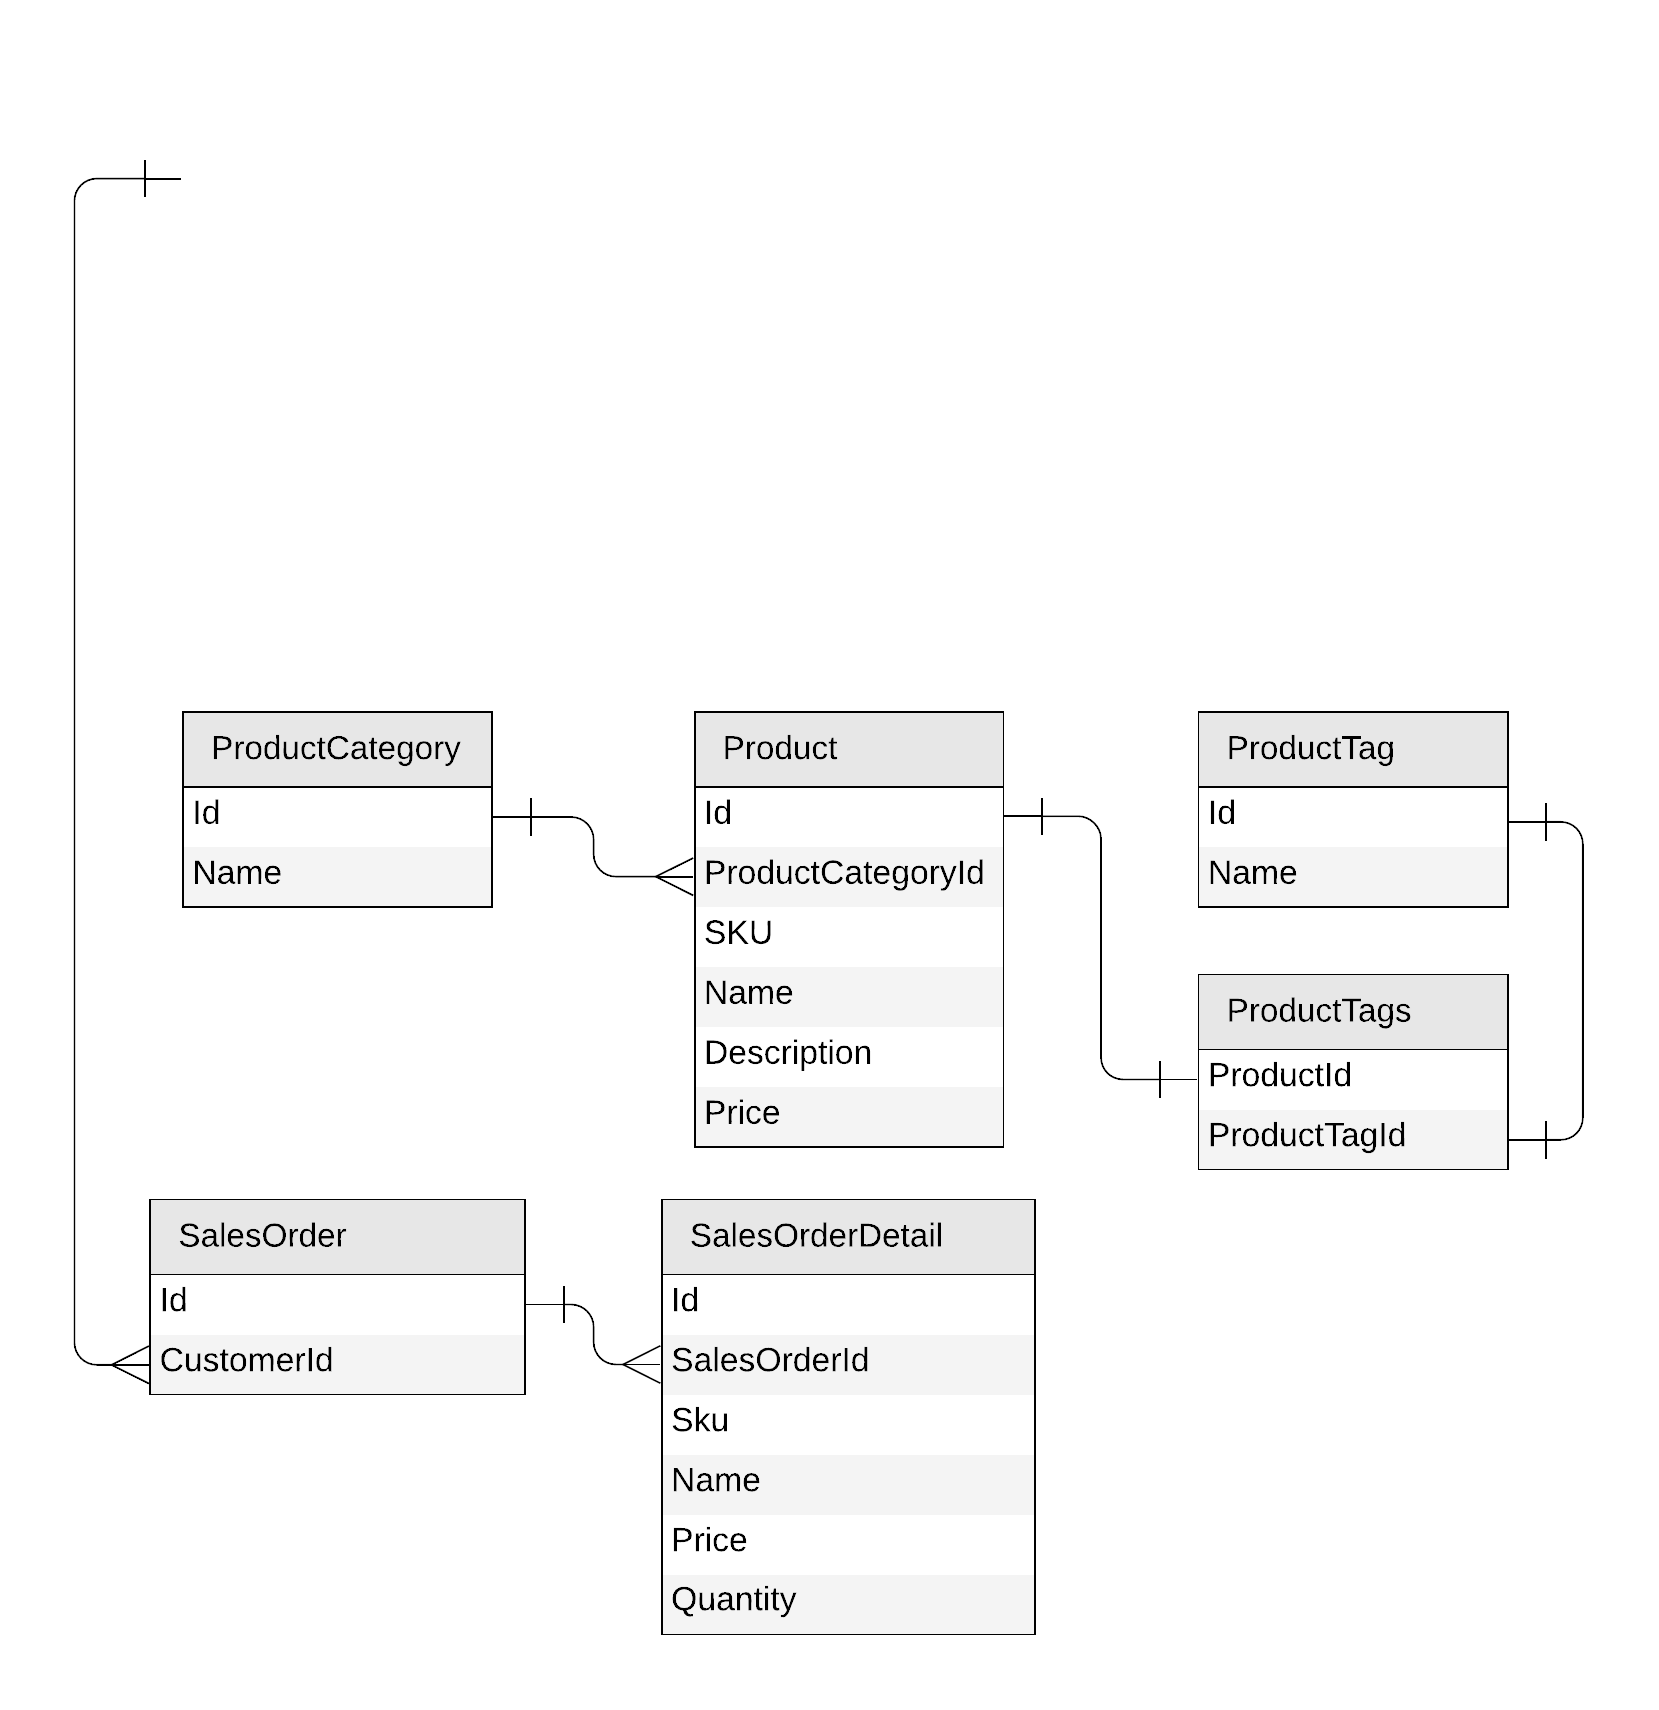 ProductCategory
Id
Name
Product
Id
ProductCategoryId
SKU
Name
Description
Price
ProductTag
Id
Name
ProductTags
ProductId
ProductTagId
SalesOrder
Id
CustomerId
SalesOrderDetail
Id
SalesOrderId
Sku
Name
Price
Quantity